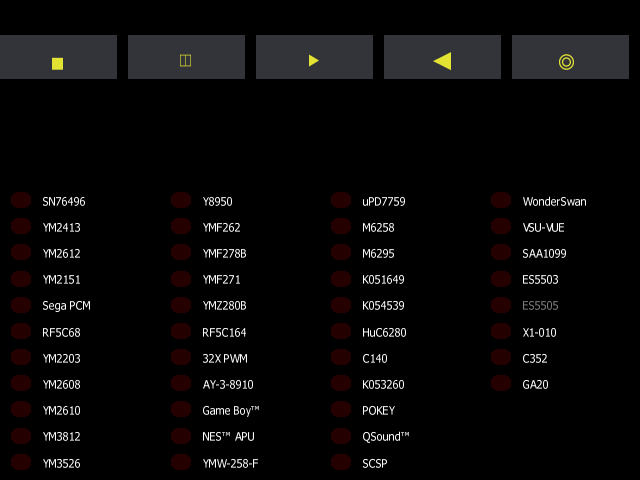 SN76496
YM2413
YM2612
YM2151
Sega PCM
RF5C68
YM2203
YM2608
YM2610
YM3812
YM3526
Y8950
YMF262
YMF278B
YMF271
YMZ280B
RF5C164
32X PWM
AY-3-8910
Game Boy™
NES™ APU
YMW-258-F
uPD7759
M6258
M6295
K051649
K054539
HuC6280
C140
K053260
POKEY
QSound™
SCSP
WonderSwan
VSU-VUE
SAA1099
ES5503
ES5505
X1-010
C352
GA20